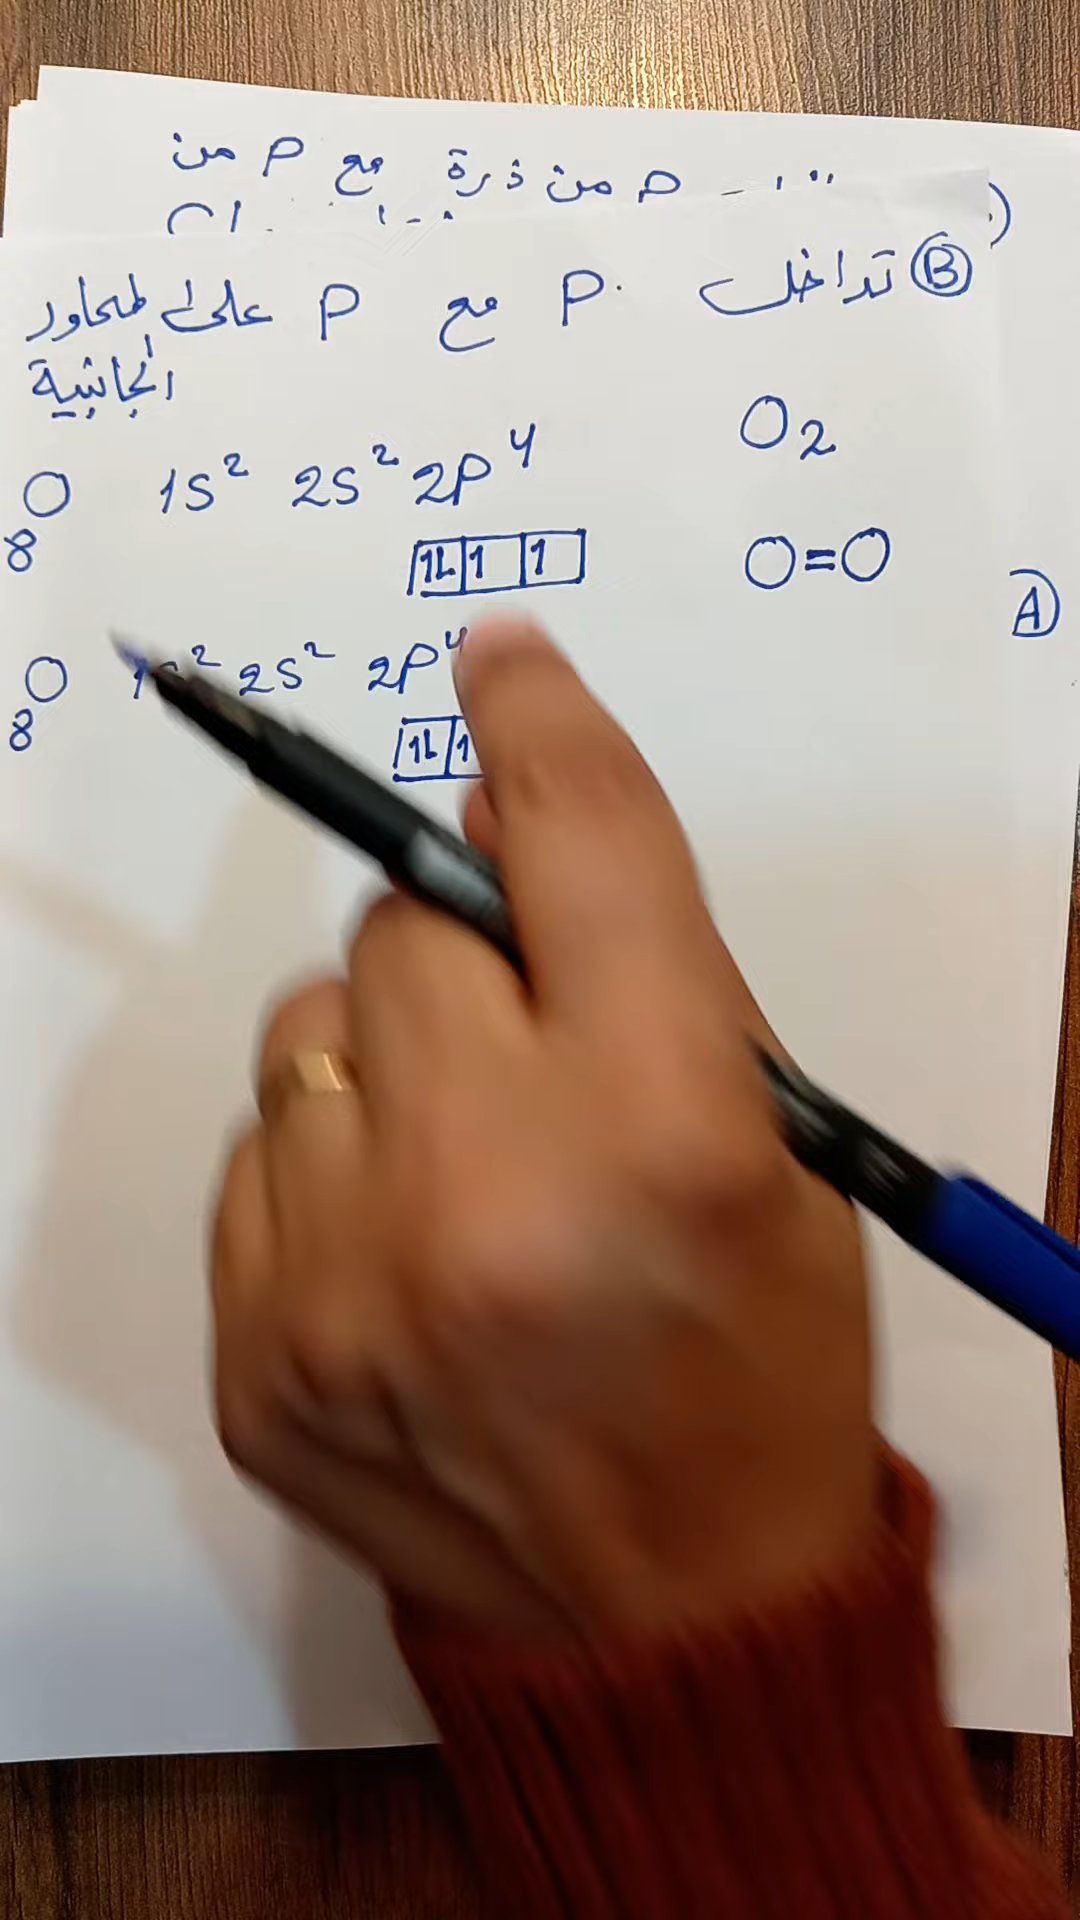 من ذرة مع P من
B تداخل P مع P على المحاور
الجانبية
O₂
₈O 1s² 2s² 2p⁴
1L 1 1
O=O
A
₈O 1s² 2s² 2p⁴
1L 1